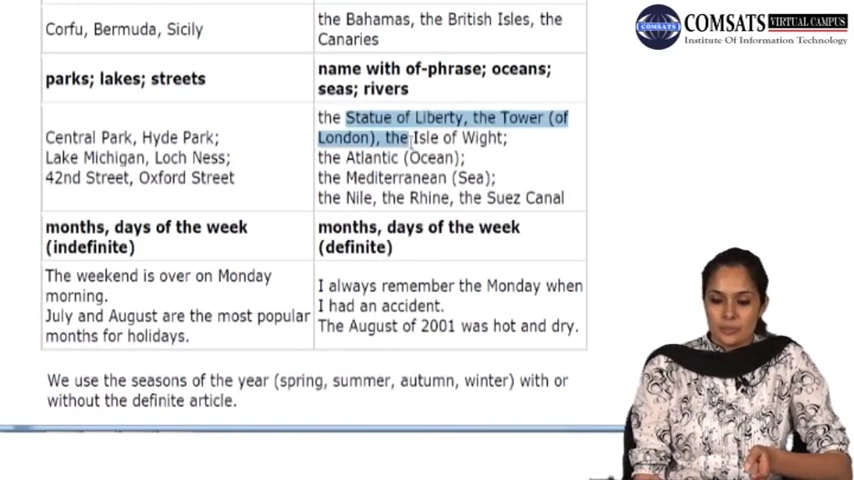 COMSATS VIRTUAL CAMPUS
Institute Of Information Technology
COMSATS
Corfu, Bermuda, Sicily
the Bahamas, the British Isles, the
Canaries
parks; lakes; streets
name with of-phrase; oceans;
seas; rivers
Central Park, Hyde Park;
Lake Michigan, Loch Ness;
42nd Street, Oxford Street
the Statue of Liberty, the Tower (of
London), the Isle of Wight;
the Atlantic (Ocean);
the Mediterranean (Sea);
the Nile, the Rhine, the Suez Canal
months, days of the week
(indefinite)
months, days of the week
(definite)
The weekend is over on Monday
morning.
July and August are the most popular
months for holidays.
I always remember the Monday when
I had an accident.
The August of 2001 was hot and dry.
We use the seasons of the year (spring, summer, autumn, winter) with or
without the definite article.